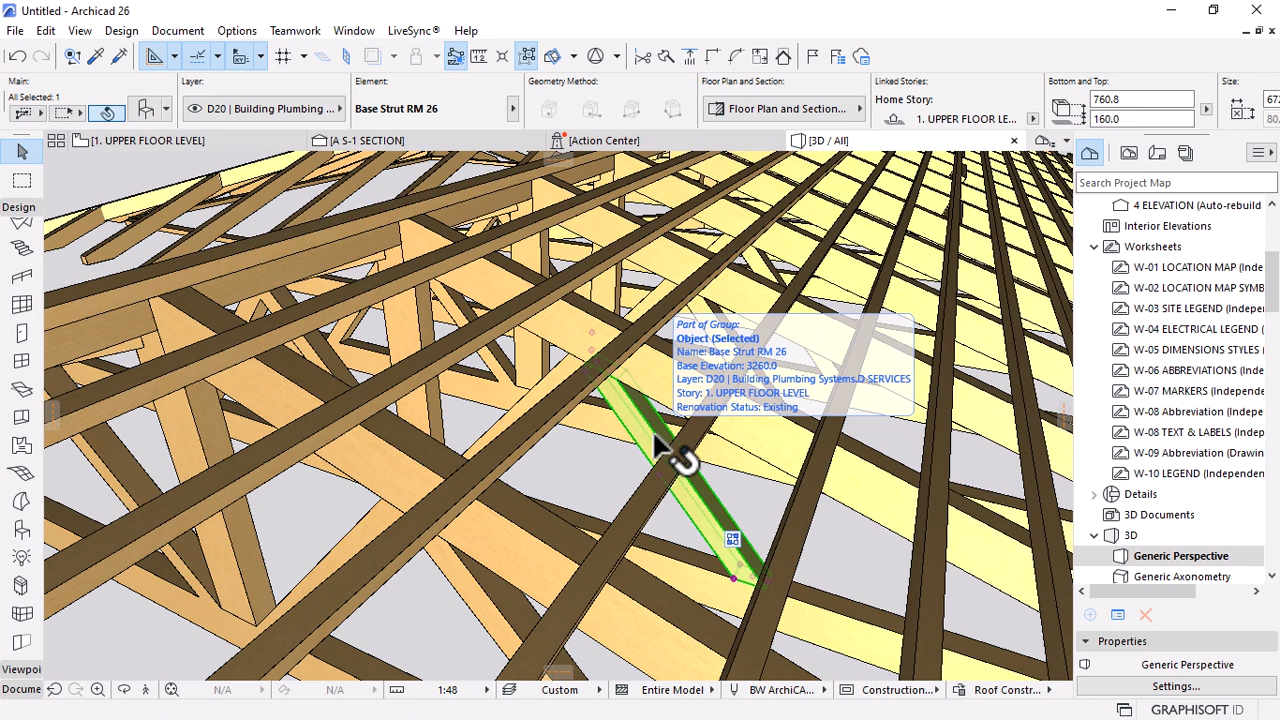 Untitled - Archicad 26
File Edit View Design Document Options Teamwork Window LiveSync® Help
Main:
All Selected: 1
Layer:
D20 | Building Plumbing ...
Element:
Base Strut RM 26
Geometry Method:
Floor Plan and Section:
Floor Plan and Section...
Linked Stories:
Home Story:
1. UPPER FLOOR LE...
Bottom and Top:
760.8
160.0
Size:
[1. UPPER FLOOR LEVEL]
[A S-1 SECTION]
[Action Center]
[3D / All]
Design
Viewpoi
Docume
Part of Group:
Object (Selected)
Name: Base Strut RM 26
Base Elevation: 3260.0
Layer: D20 | Building Plumbing Systems.D SERVICES
Story: 1. UPPER FLOOR LEVEL
Renovation Status: Existing
Search Project Map
4 ELEVATION (Auto-rebuild
Interior Elevations
Worksheets
W-01 LOCATION MAP (Inde
W-02 LOCATION MAP SYMB
W-03 SITE LEGEND (Indepen
W-04 ELECTRICAL LEGEND (
W-05 DIMENSIONS STYLES (
W-06 ABBREVIATIONS (Indep
W-07 MARKERS (Independen
W-08 Abbreviation (Indepe
W-08 TEXT & LABELS (Indep
W-09 Abbreviation (Drawin
W-10 LEGEND (Independent
Details
3D Documents
3D
Generic Perspective
Generic Axonometry
Properties
Generic Perspective
Settings...
N/A
N/A
1:48
Custom
Entire Model
BW ArchiCA...
Construction...
Roof Constr...
GRAPHISOFT ID